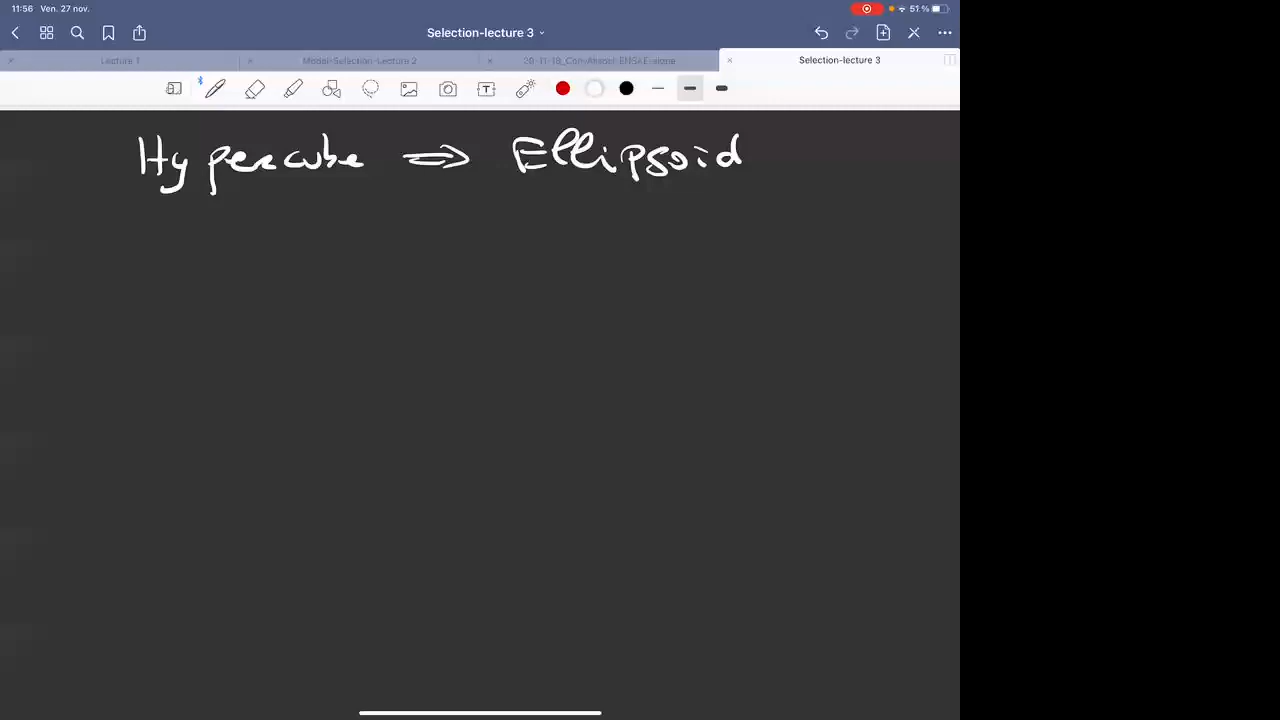 11:56 Ven. 27 nov. 51 %
Selection-lecture 3
Lecture 1 Model-Selection-Lecture 2 Selection-lecture 3
Hypercube ⇒ Ellipsoid